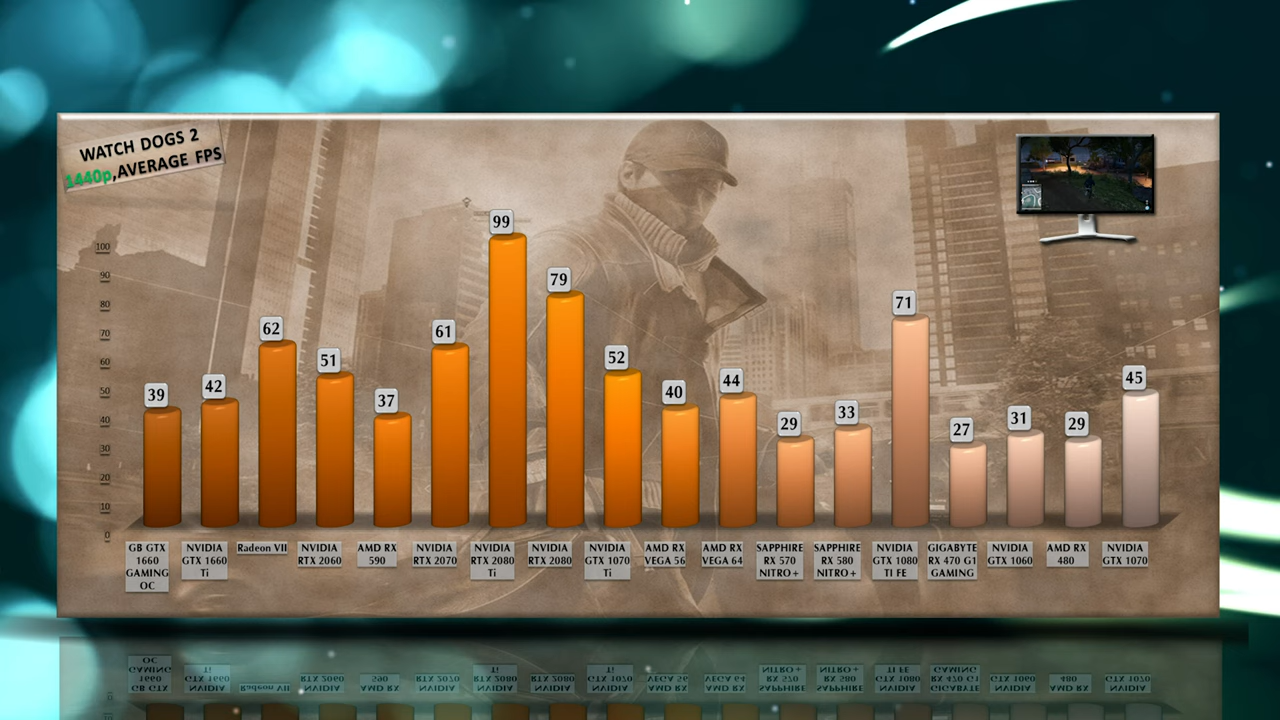 WATCH DOGS 2
1440p,AVERAGE FPS
100
90
80
70
60
50
40
30
20
10
0
39
42
62
51
37
61
99
79
52
40
44
29
33
71
27
31
29
45
GB GTX
1660
GAMING
OC
NVIDIA
GTX 1660
Ti
Radeon VII
NVIDIA
RTX 2060
AMD RX
590
NVIDIA
RTX 2070
NVIDIA
RTX 2080
Ti
NVIDIA
RTX 2080
NVIDIA
GTX 1070
Ti
AMD RX
VEGA 56
AMD RX
VEGA 64
SAPPHIRE
RX 570
NITRO+
SAPPHIRE
RX 580
NITRO+
NVIDIA
GTX 1080
TI FE
GIGABYTE
RX 470 G1
GAMING
NVIDIA
GTX 1060
AMD RX
480
NVIDIA
GTX 1070